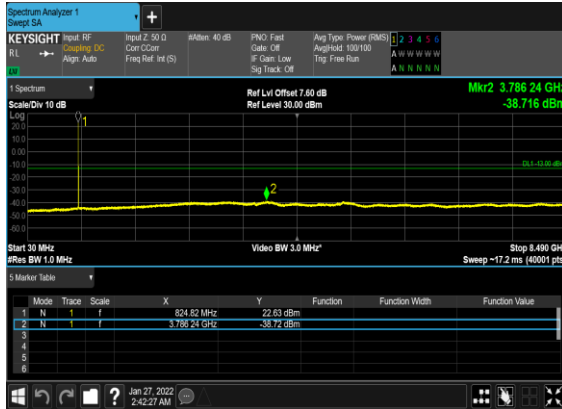 Spectrum Analyzer 1
Swept SA
+
KEYSIGHT Input: RF Input Z: 50 Ω #Atten: 40 dB PNO: Fast Avg Type: Power (RMS) 1 2 3 4 5 6
RL Coupling: DC Corr CCorr Gate: Off Avg|Hold: 100/100 A W W W W W
Align: Auto Freq Ref: Int (S) IF Gain: Low Trig: Free Run
LU Sig Track: Off A N N N N N
1 Spectrum Ref Lvl Offset 7.60 dB Mkr2 3.786 24 GHz
Scale/Div 10 dB Ref Level 30.00 dBm -38.716 dBm
Log
1
20.0
10.0
0.00
-10.0 DL1 -13.00 dBm
-20.0
-30.0 2
-40.0
-50.0
-60.0
Start 30 MHz Video BW 3.0 MHz* Stop 8.490 GHz
#Res BW 1.0 MHz Sweep ~17.2 ms (40001 pts)
5 Marker Table
Mode Trace Scale X Y Function Function Width Function Value
1 N 1 f 824.82 MHz 22.63 dBm
2 N 1 f 3.786 24 GHz -38.72 dBm
3
4
5
6
? Jan 27, 2022
2:42:27 AM